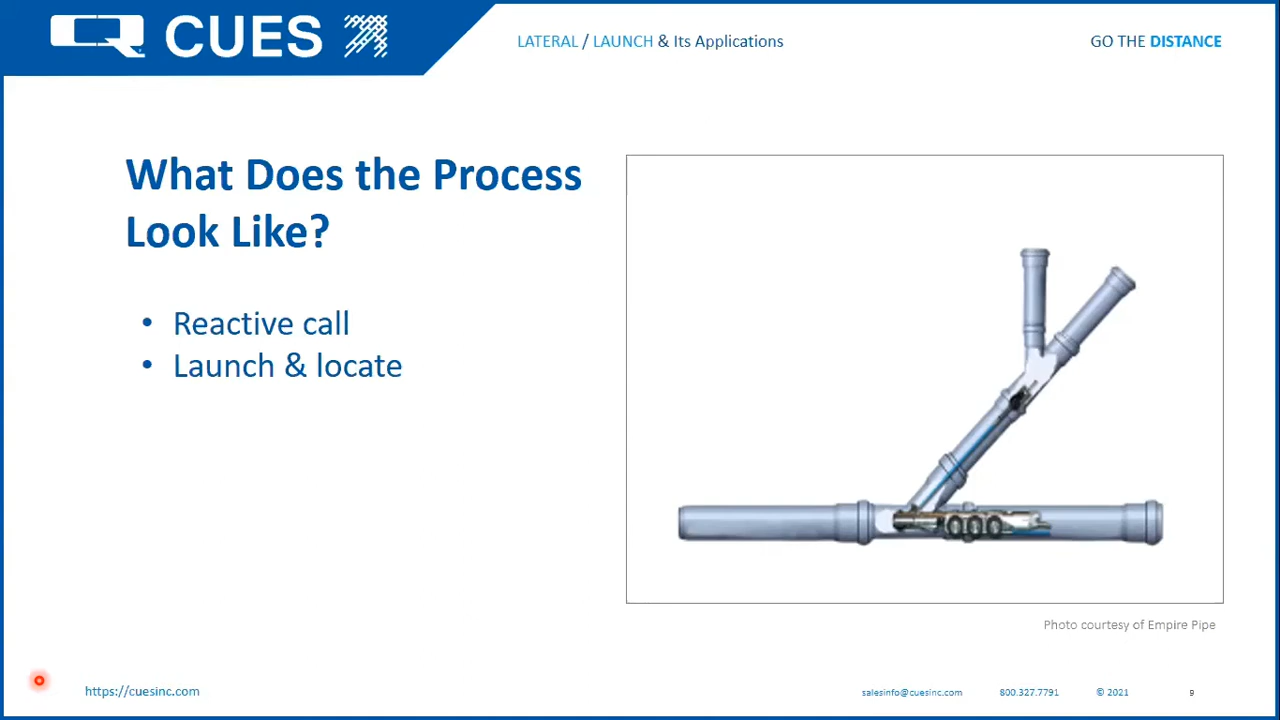 CUES
LATERAL / LAUNCH & Its Applications
GO THE DISTANCE
What Does the Process
Look Like?
• Reactive call
• Launch & locate
Photo courtesy of Empire Pipe
https://cuesinc.com
salesinfo@cuesinc.com
800.327.7791
© 2021
9